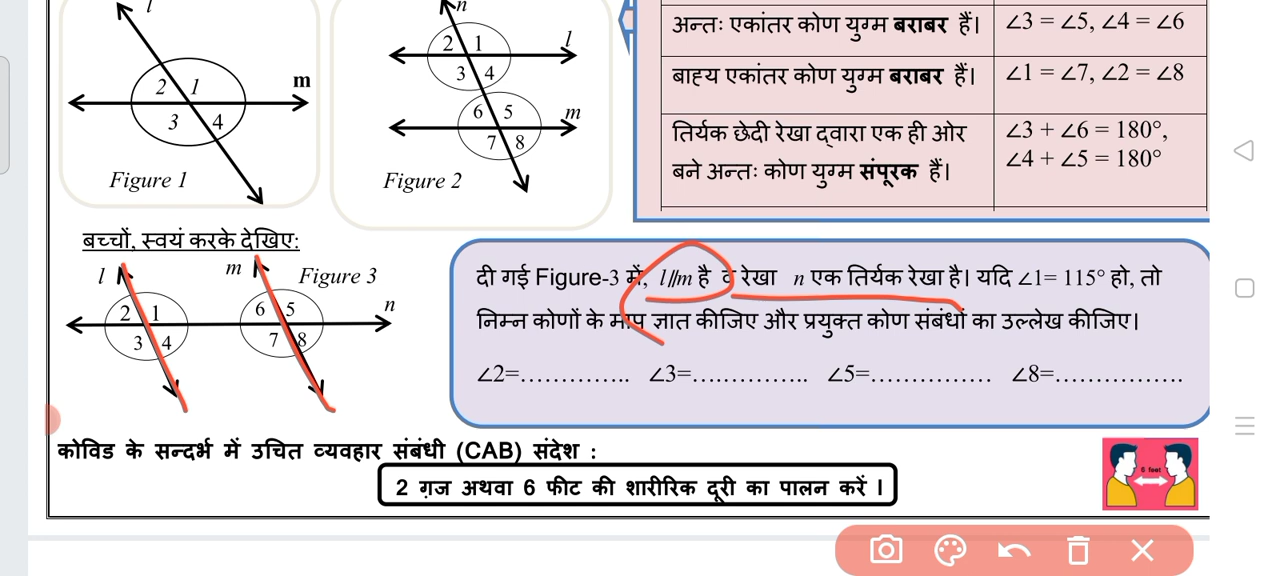 l
n
2 1
l
3 4
m
2 1
3 4
6 5
m
7 8
Figure 1
Figure 2
अन्तः एकांतर कोण युग्म बराबर हैं। ∠3 = ∠5, ∠4 = ∠6
बाह्य एकांतर कोण युग्म बराबर हैं। ∠1 = ∠7, ∠2 = ∠8
तिर्यक छेदी रेखा द्वारा एक ही ओर
बने अन्तः कोण युग्म संपूरक हैं।
∠3 + ∠6 = 180°,
∠4 + ∠5 = 180°
बच्चों, स्वयं करके देखिए:
l
m
Figure 3
2 1
6 5
n
3 4
7 8
दी गई Figure-3 में, l//m है व रेखा n एक तिर्यक रेखा है। यदि ∠1= 115° हो, तो
निम्न कोणों के माप ज्ञात कीजिए और प्रयुक्त कोण संबंधों का उल्लेख कीजिए।
∠2=.............. ∠3=............... ∠5=................ ∠8=.................
कोविड के सन्दर्भ में उचित व्यवहार संबंधी (CAB) संदेश :
2 ग़ज अथवा 6 फीट की शारीरिक दूरी का पालन करें ।
6 feet